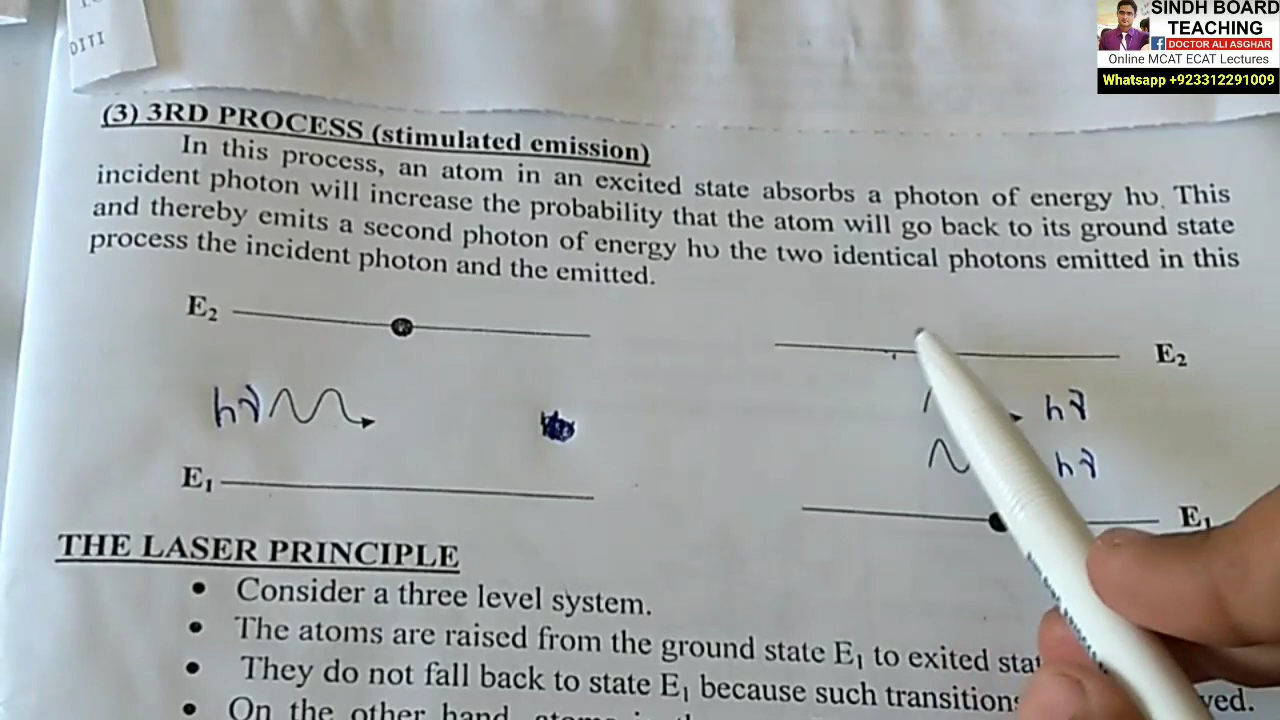 SINDH BOARD
TEACHING
DOCTOR ALI ASGHAR
Online MCAT ECAT Lectures
Whatsapp +923312291009
(3) 3RD PROCESS (stimulated emission)
In this process, an atom in an excited state absorbs a photon of energy hυ. This
incident photon will increase the probability that the atom will go back to its ground state
and thereby emits a second photon of energy hυ the two identical photons emitted in this
process the incident photon and the emitted.
E₂
E₂
hν
hν
hν
E₁
E₁
THE LASER PRINCIPLE
• Consider a three level system.
• The atoms are raised from the ground state E₁ to exited
• They do not fall back to state E₁ because such transitions
• On the other hand,